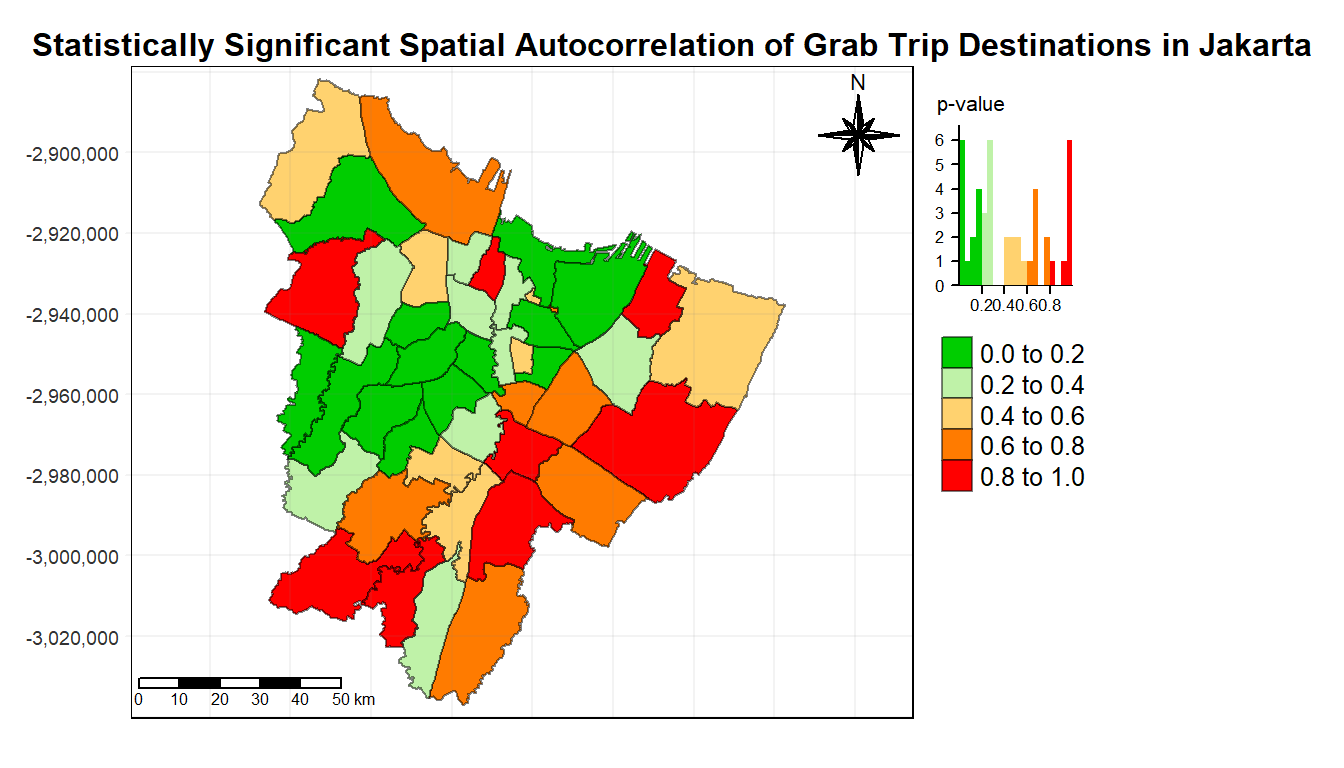 Statistically Significant Spatial Autocorrelation of Grab Trip Destinations in Jakarta
N
-2,900,000
-2,920,000
-2,940,000
-2,960,000
-2,980,000
-3,000,000
-3,020,000
0 10 20 30 40 50 km
p-value
6
5
4
3
2
1
0
0.20.40.60.8
0.0 to 0.2
0.2 to 0.4
0.4 to 0.6
0.6 to 0.8
0.8 to 1.0